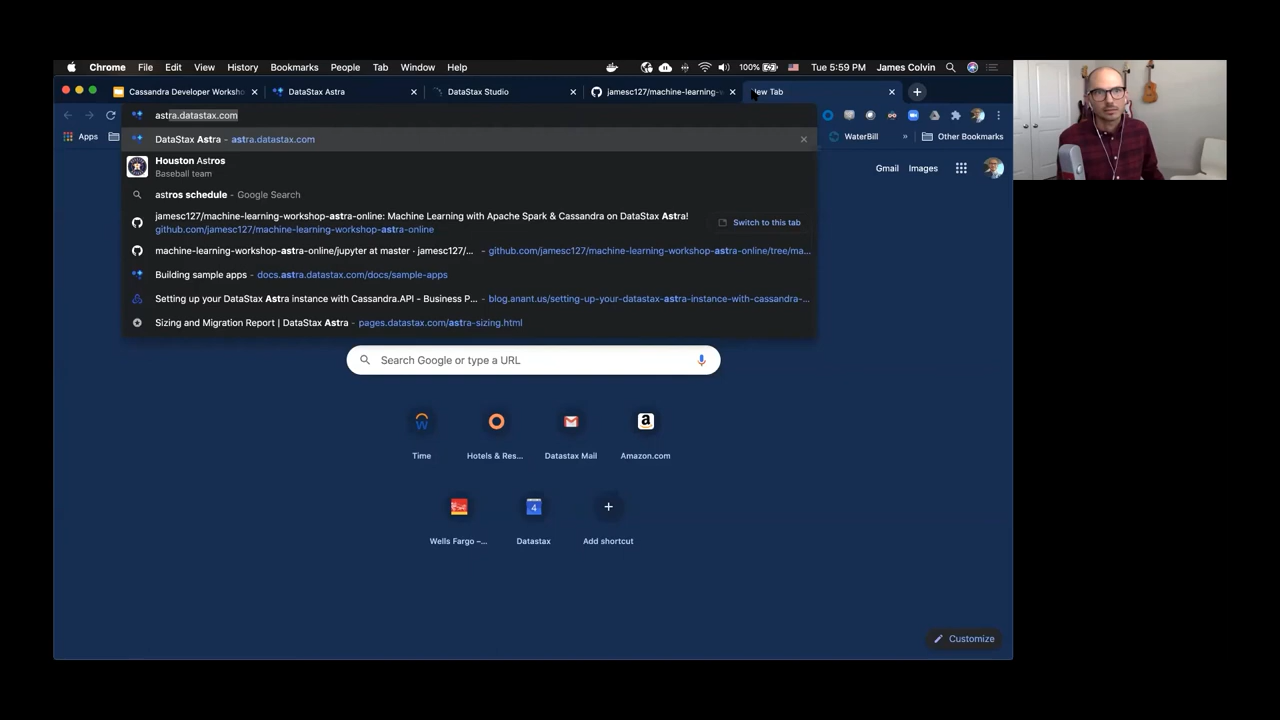 Chrome File Edit View History Bookmarks People Tab Window Help 100% Tue 5:59 PM James Colvin
Cassandra Developer Worksho DataStax Astra DataStax Studio jamesc127/machine-learning-w New Tab
astra.datastax.com
Apps WaterBill » Other Bookmarks
DataStax Astra - astra.datastax.com
Houston Astros
Baseball team
Gmail Images
astros schedule - Google Search
jamesc127/machine-learning-workshop-astra-online: Machine Learning with Apache Spark & Cassandra on DataStax Astra!
github.com/jamesc127/machine-learning-workshop-astra-online
Switch to this tab
machine-learning-workshop-astra-online/jupyter at master · jamesc127/... - github.com/jamesc127/machine-learning-workshop-astra-online/tree/ma...
Building sample apps - docs.astra.datastax.com/docs/sample-apps
Setting up your DataStax Astra instance with Cassandra.API - Business P... - blog.anant.us/setting-up-your-datastax-astra-instance-with-cassandra-...
Sizing and Migration Report | DataStax Astra - pages.datastax.com/astra-sizing.html
Search Google or type a URL
Time Hotels & Res... Datastax Mail Amazon.com
Wells Fargo –... Datastax Add shortcut
Customize